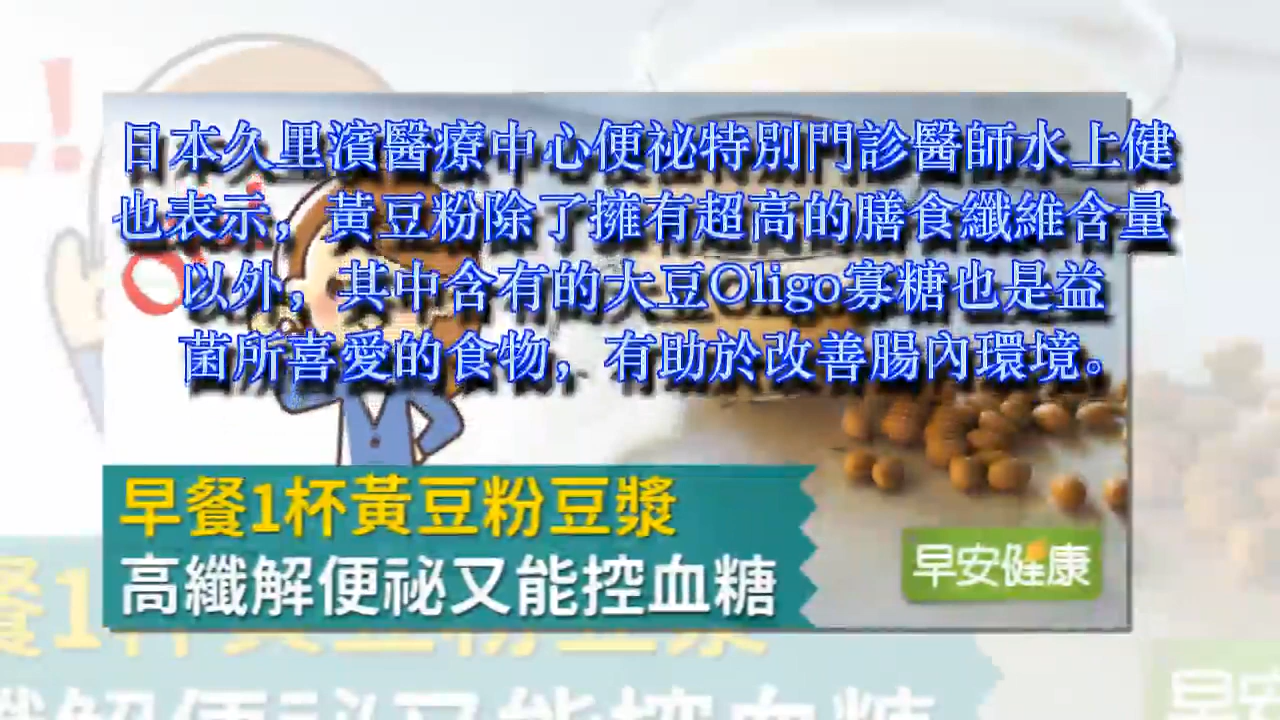 日本久里濱醫療中心便祕特別門診醫師水上健
也表示，黃豆粉除了擁有超高的膳食纖維含量
以外，其中含有的大豆Oligo寡糖也是益
菌所喜愛的食物，有助於改善腸內環境。
早餐1杯黃豆粉豆漿
高纖解便祕又能控血糖
早安健康